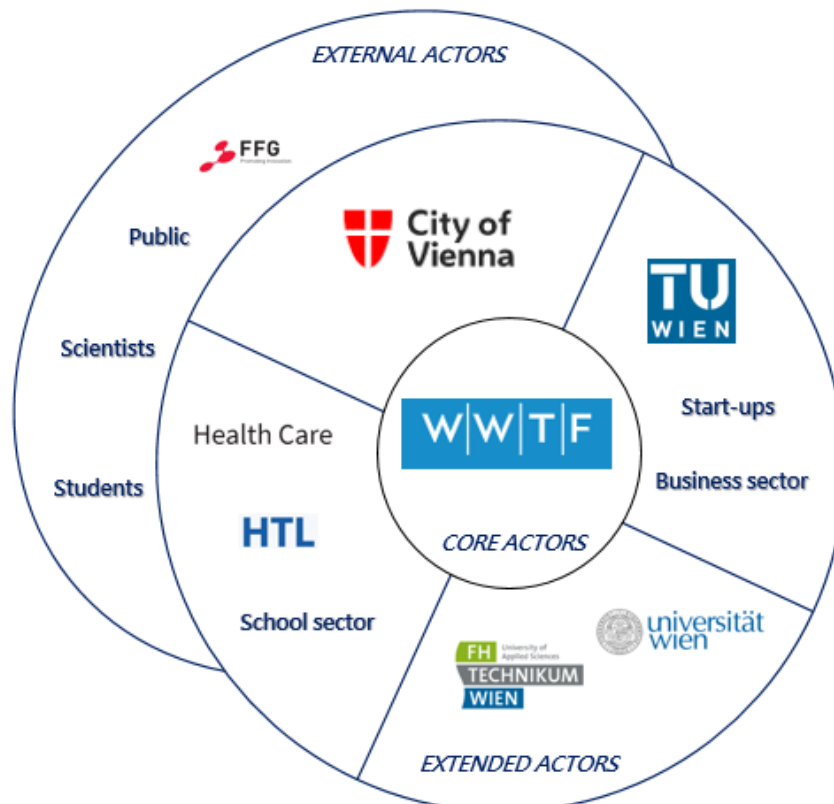 EXTERNAL ACTORS
FFG
Promoting Innovation.
Public
City of
Vienna
TU
WIEN
Scientists
Start-ups
Health Care
W|W|T|F
Business sector
Students
HTL
CORE ACTORS
School sector
universität
wien
FH
University of
Applied Sciences
TECHNIKUM
WIEN
EXTENDED ACTORS